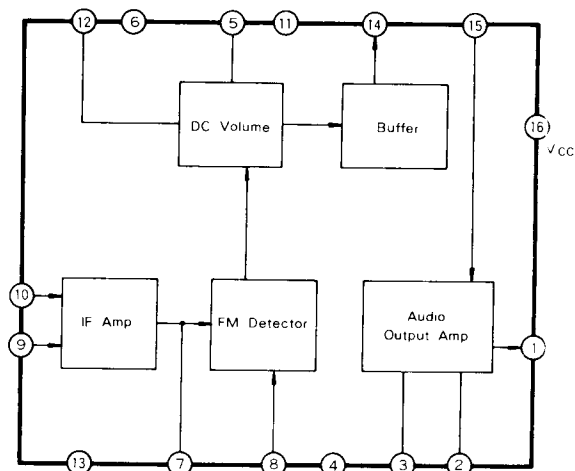 12 6 5 11 14 15
DC Volume
Buffer
16
VCC
10
IF Amp
FM Detector
Audio
Output Amp
9
1
13 7 8 4 3 2